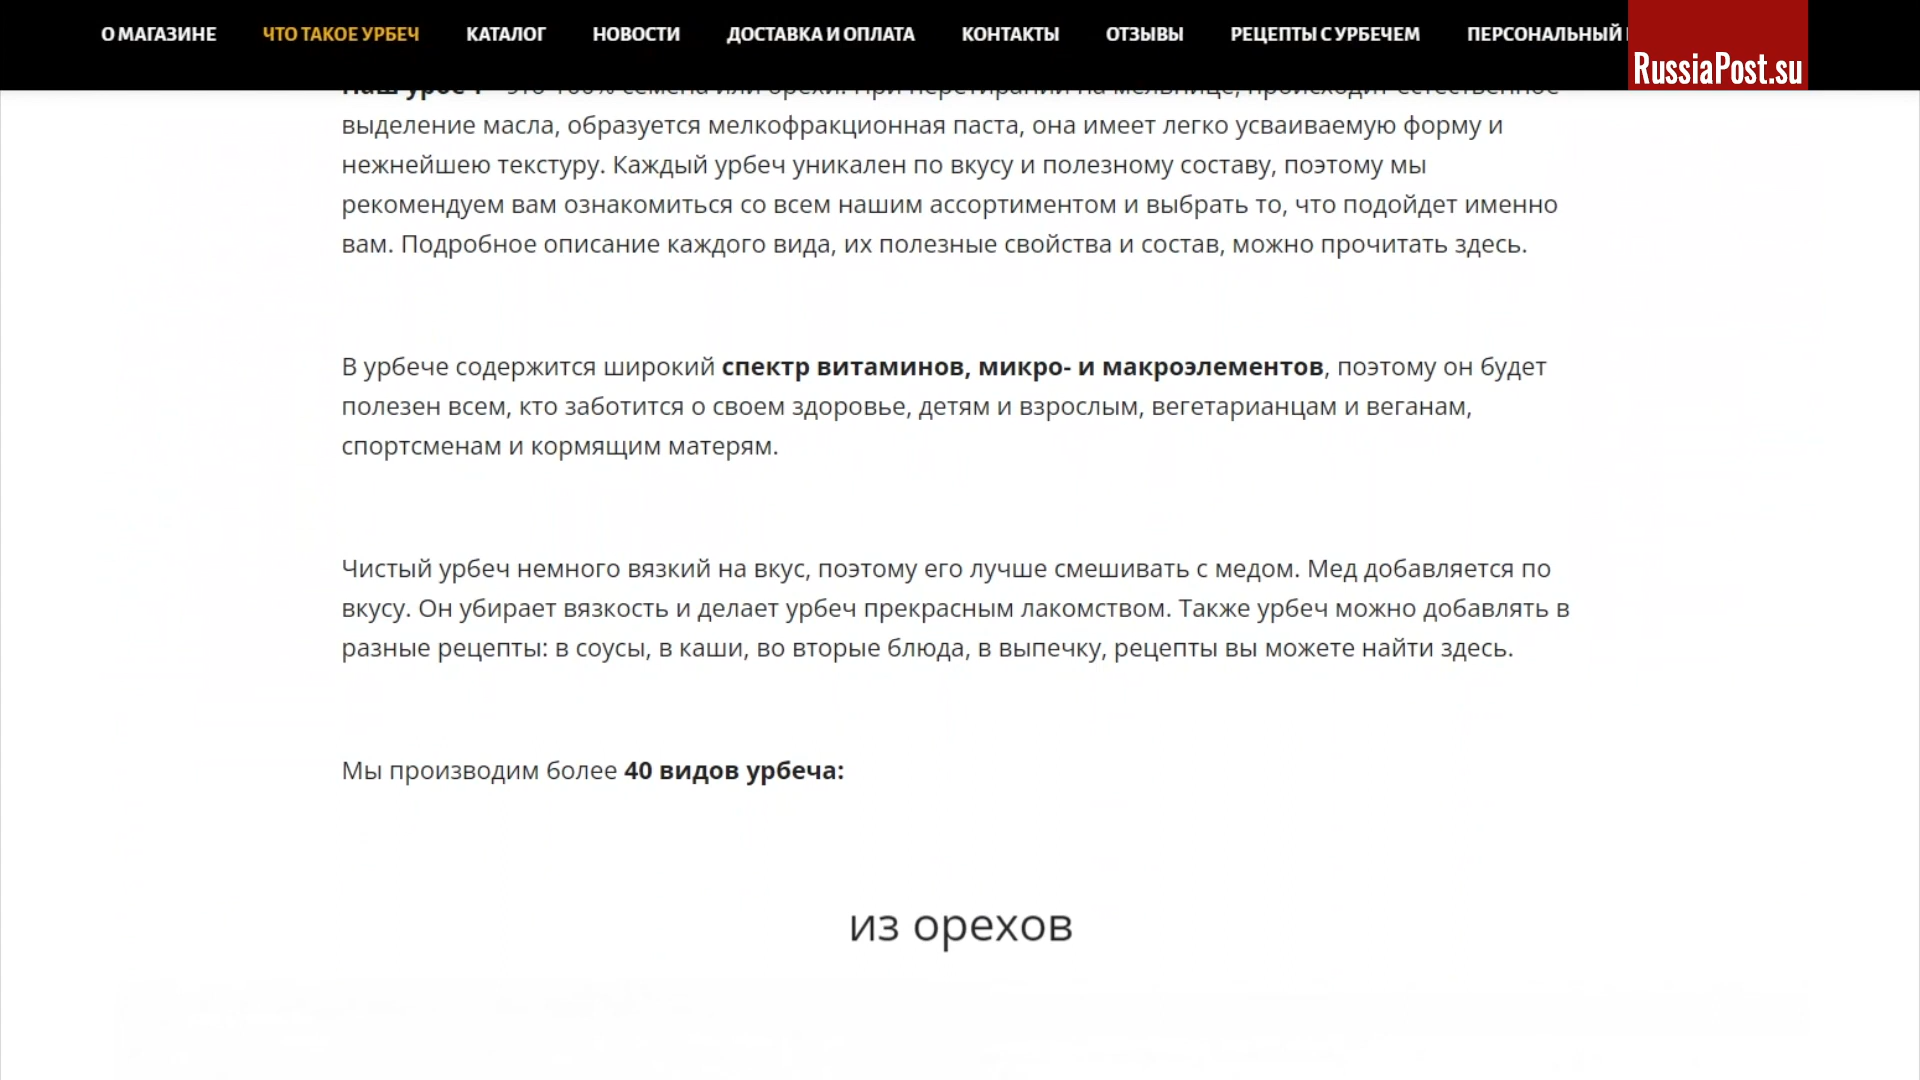 О МАГАЗИНЕ ЧТО ТАКОЕ УРБЕЧ КАТАЛОГ НОВОСТИ ДОСТАВКА И ОПЛАТА КОНТАКТЫ ОТЗЫВЫ РЕЦЕПТЫ С УРБЕЧЕМ ПЕРСОНАЛЬНЫЙ
RussiaPost.su
выделение масла, образуется мелкофракционная паста, она имеет легко усваиваемую форму и
нежнейшею текстуру. Каждый урбеч уникален по вкусу и полезному составу, поэтому мы
рекомендуем вам ознакомиться со всем нашим ассортиментом и выбрать то, что подойдет именно
вам. Подробное описание каждого вида, их полезные свойства и состав, можно прочитать здесь.
В урбече содержится широкий спектр витаминов, микро- и макроэлементов, поэтому он будет
полезен всем, кто заботится о своем здоровье, детям и взрослым, вегетарианцам и веганам,
спортсменам и кормящим матерям.
Чистый урбеч немного вязкий на вкус, поэтому его лучше смешивать с медом. Мед добавляется по
вкусу. Он убирает вязкость и делает урбеч прекрасным лакомством. Также урбеч можно добавлять в
разные рецепты: в соусы, в каши, во вторые блюда, в выпечку, рецепты вы можете найти здесь.
Мы производим более 40 видов урбеча:
из орехов